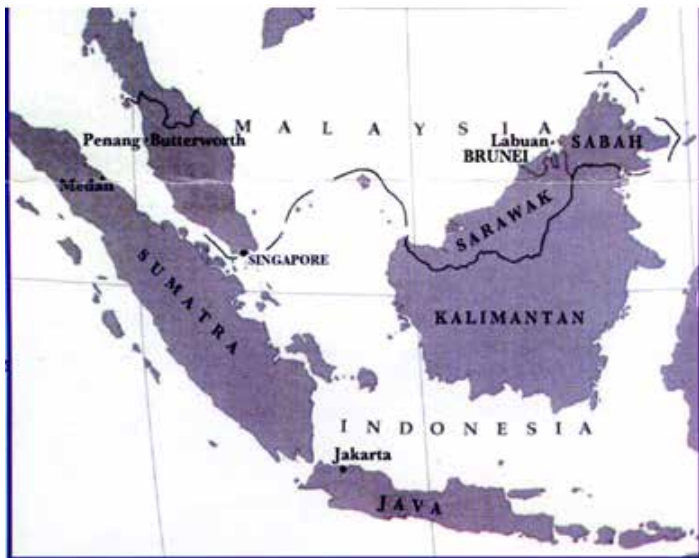 MALAYSIA
Penang Butterworth
Labuan
BRUNEI
SABAH
Medan
SARAWAK
SINGAPORE
SUMATRA
KALIMANTAN
INDONESIA
Jakarta
JAVA